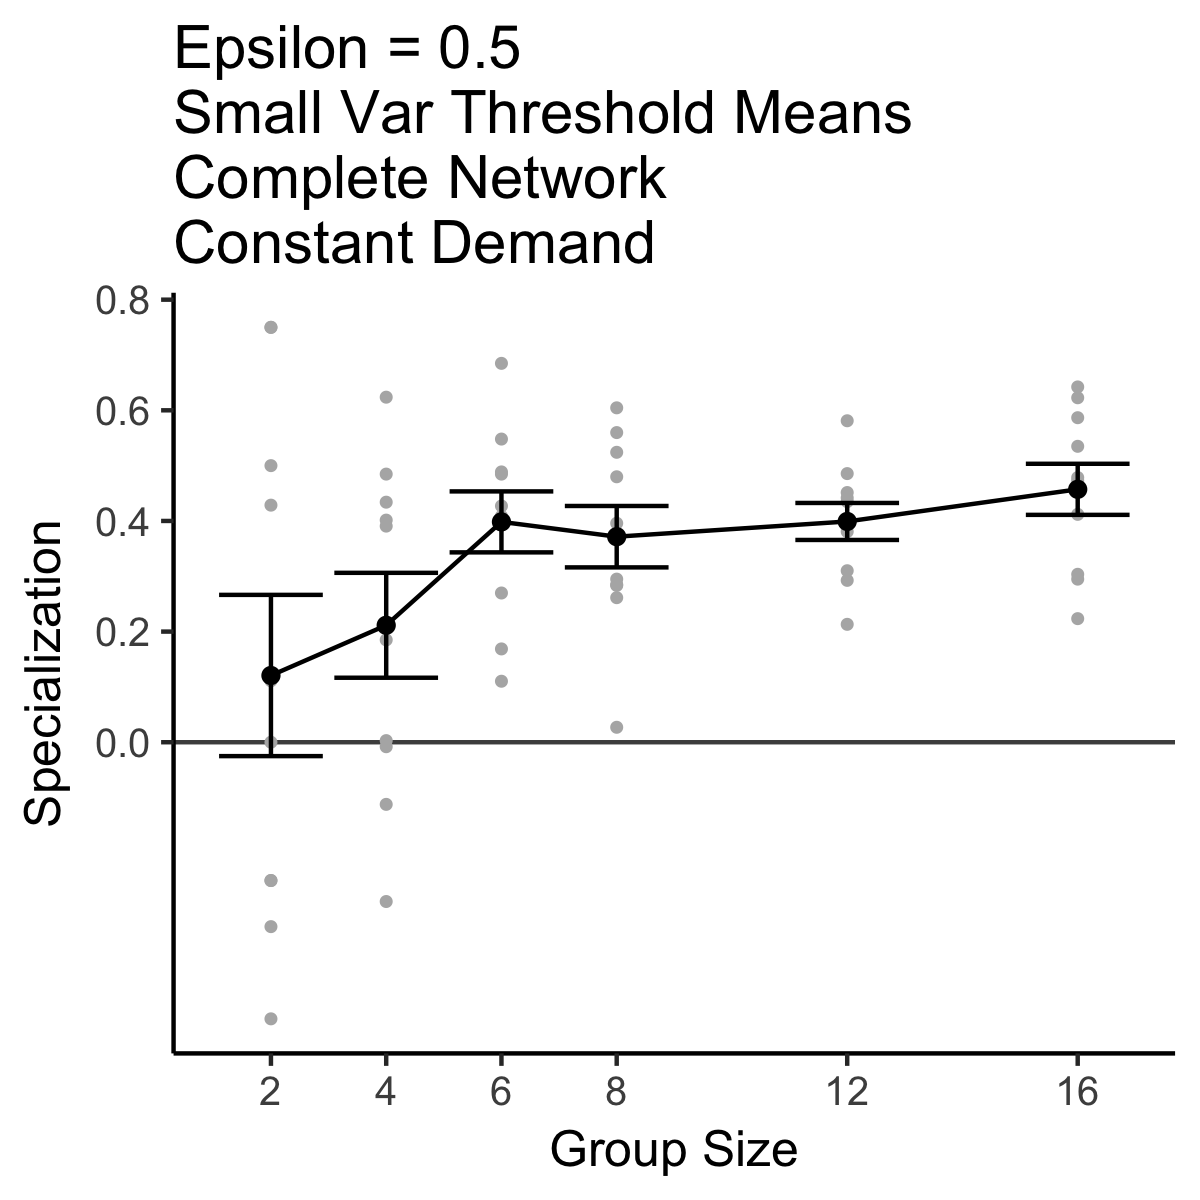 Epsilon = 0.5
Small Var Threshold Means
Complete Network
Constant Demand
0.8
0.6
0.4
0.2
0.0
Specialization
2 4 6 8 12 16
Group Size